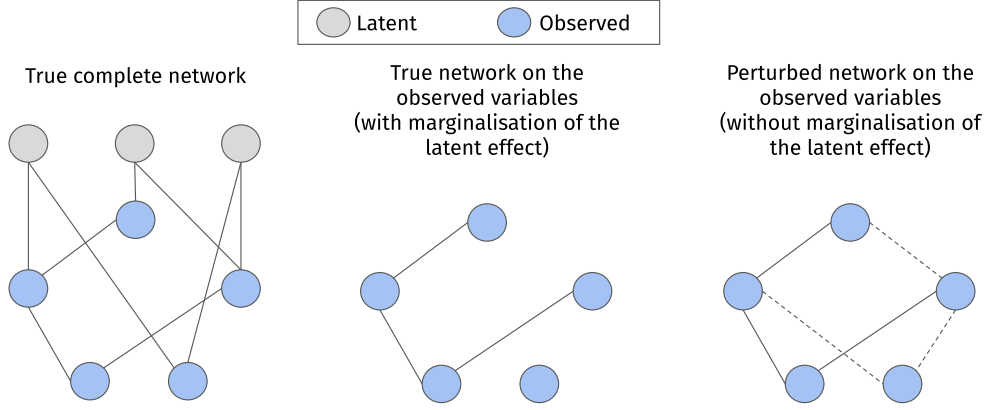 Latent
Observed
True complete network
True network on the
observed variables
(with marginalisation of the
latent effect)
Perturbed network on the
observed variables
(without marginalisation of
the latent effect)